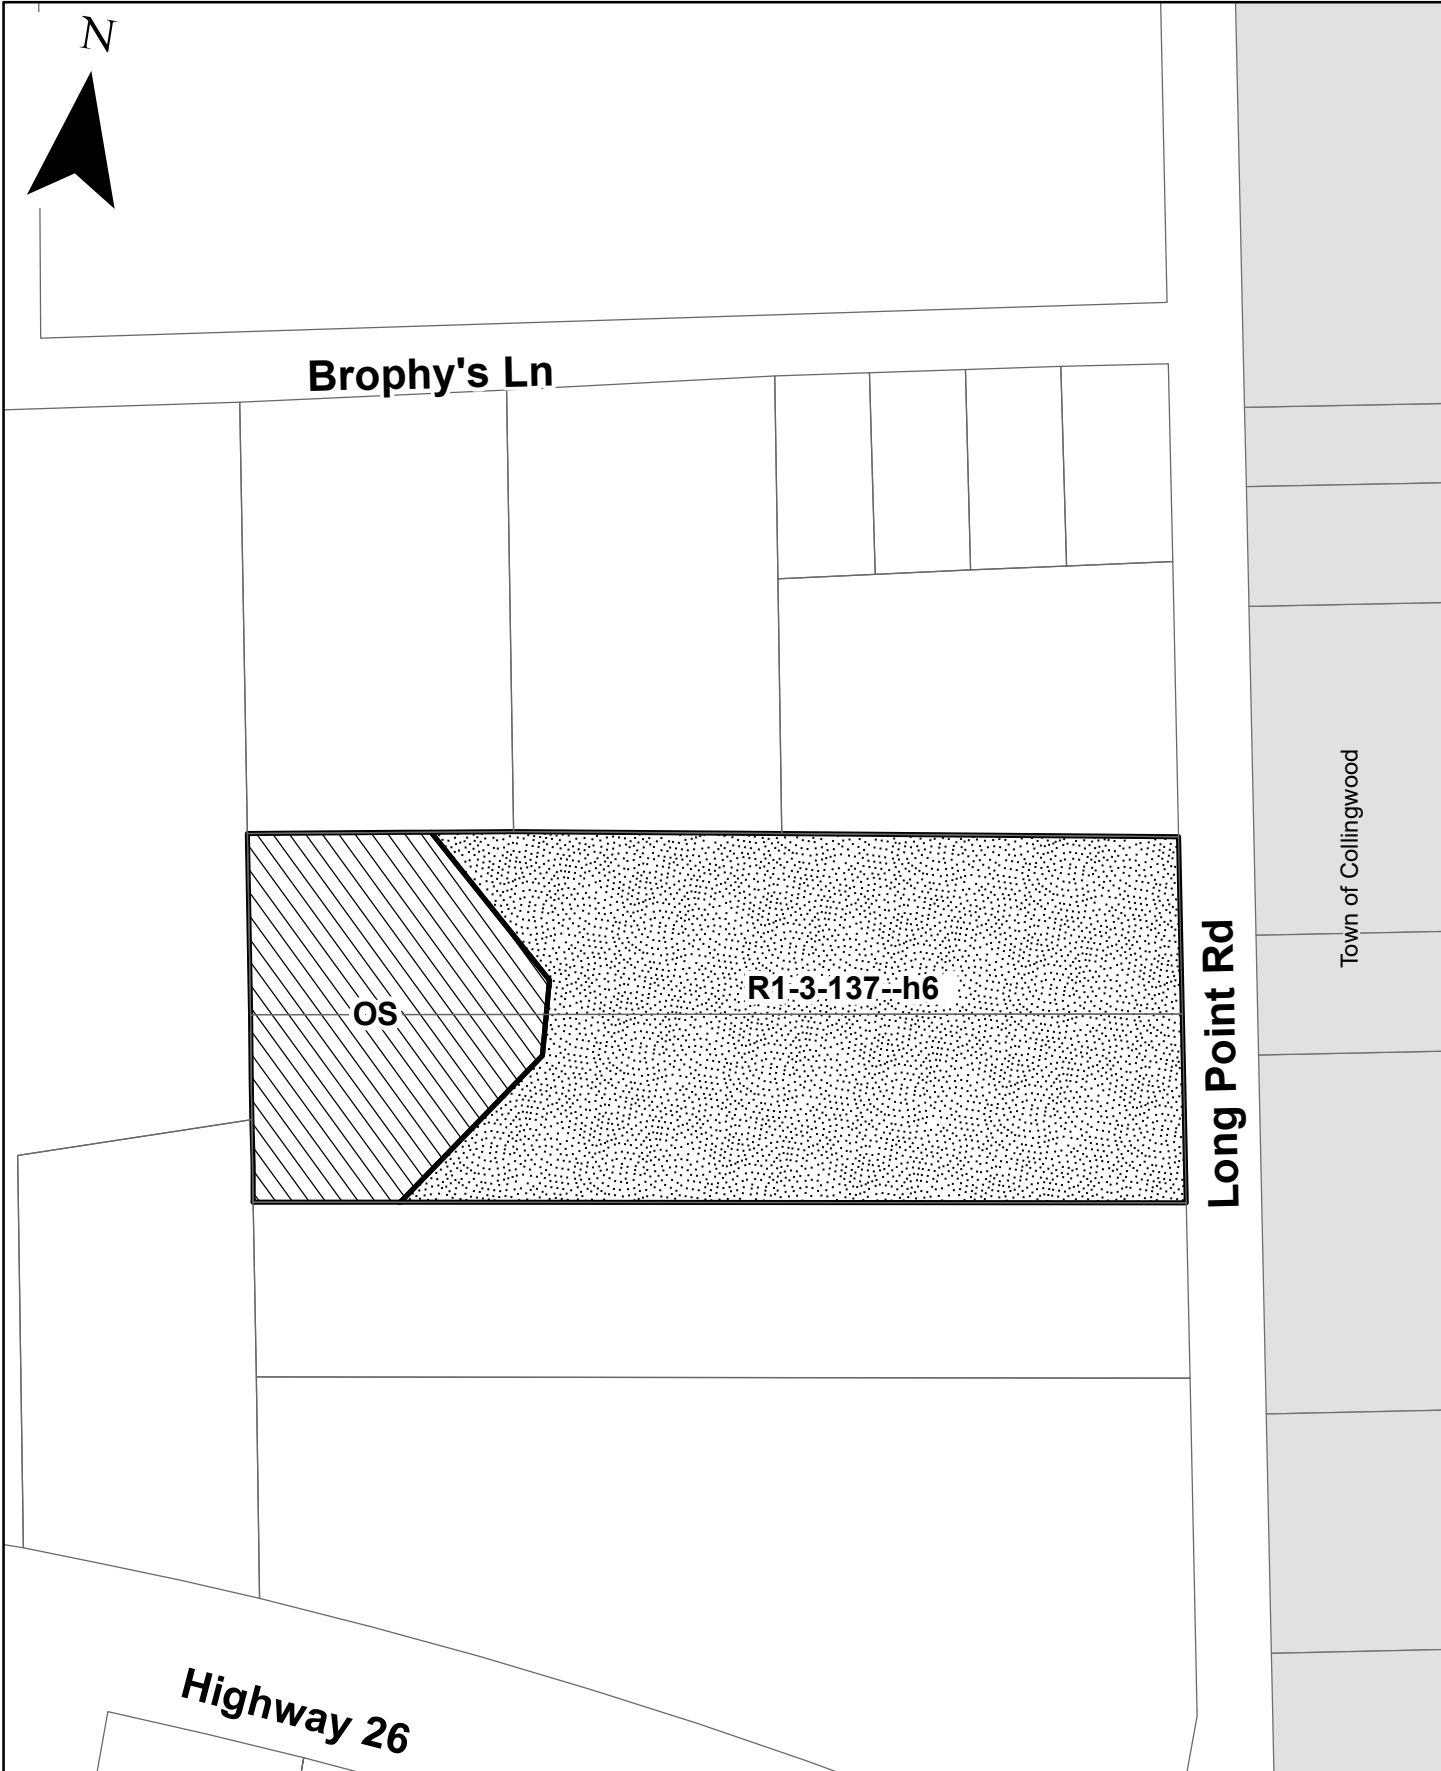 N
Brophy's Ln
Town of Collingwood
Long Point Rd
R1-3-137--h6
OS
Highway 26